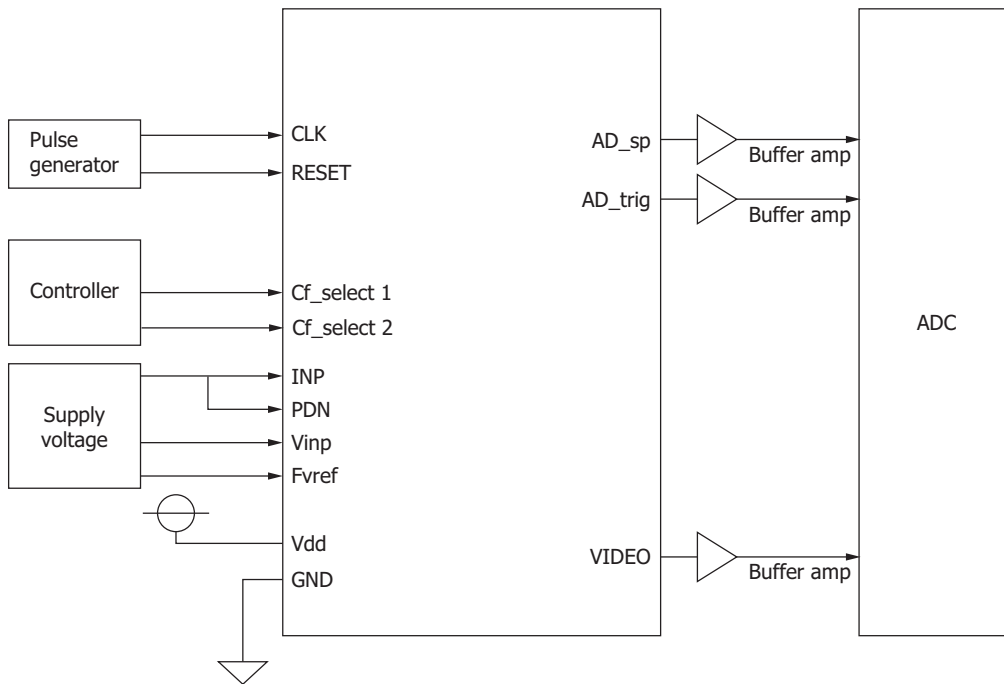 Pulse
generator
CLK
RESET
Controller
Cf_select 1
Cf_select 2
Supply
voltage
INP
PDN
Vinp
Fvref
Vdd
GND
AD_sp
Buffer amp
AD_trig
Buffer amp
VIDEO
Buffer amp
ADC